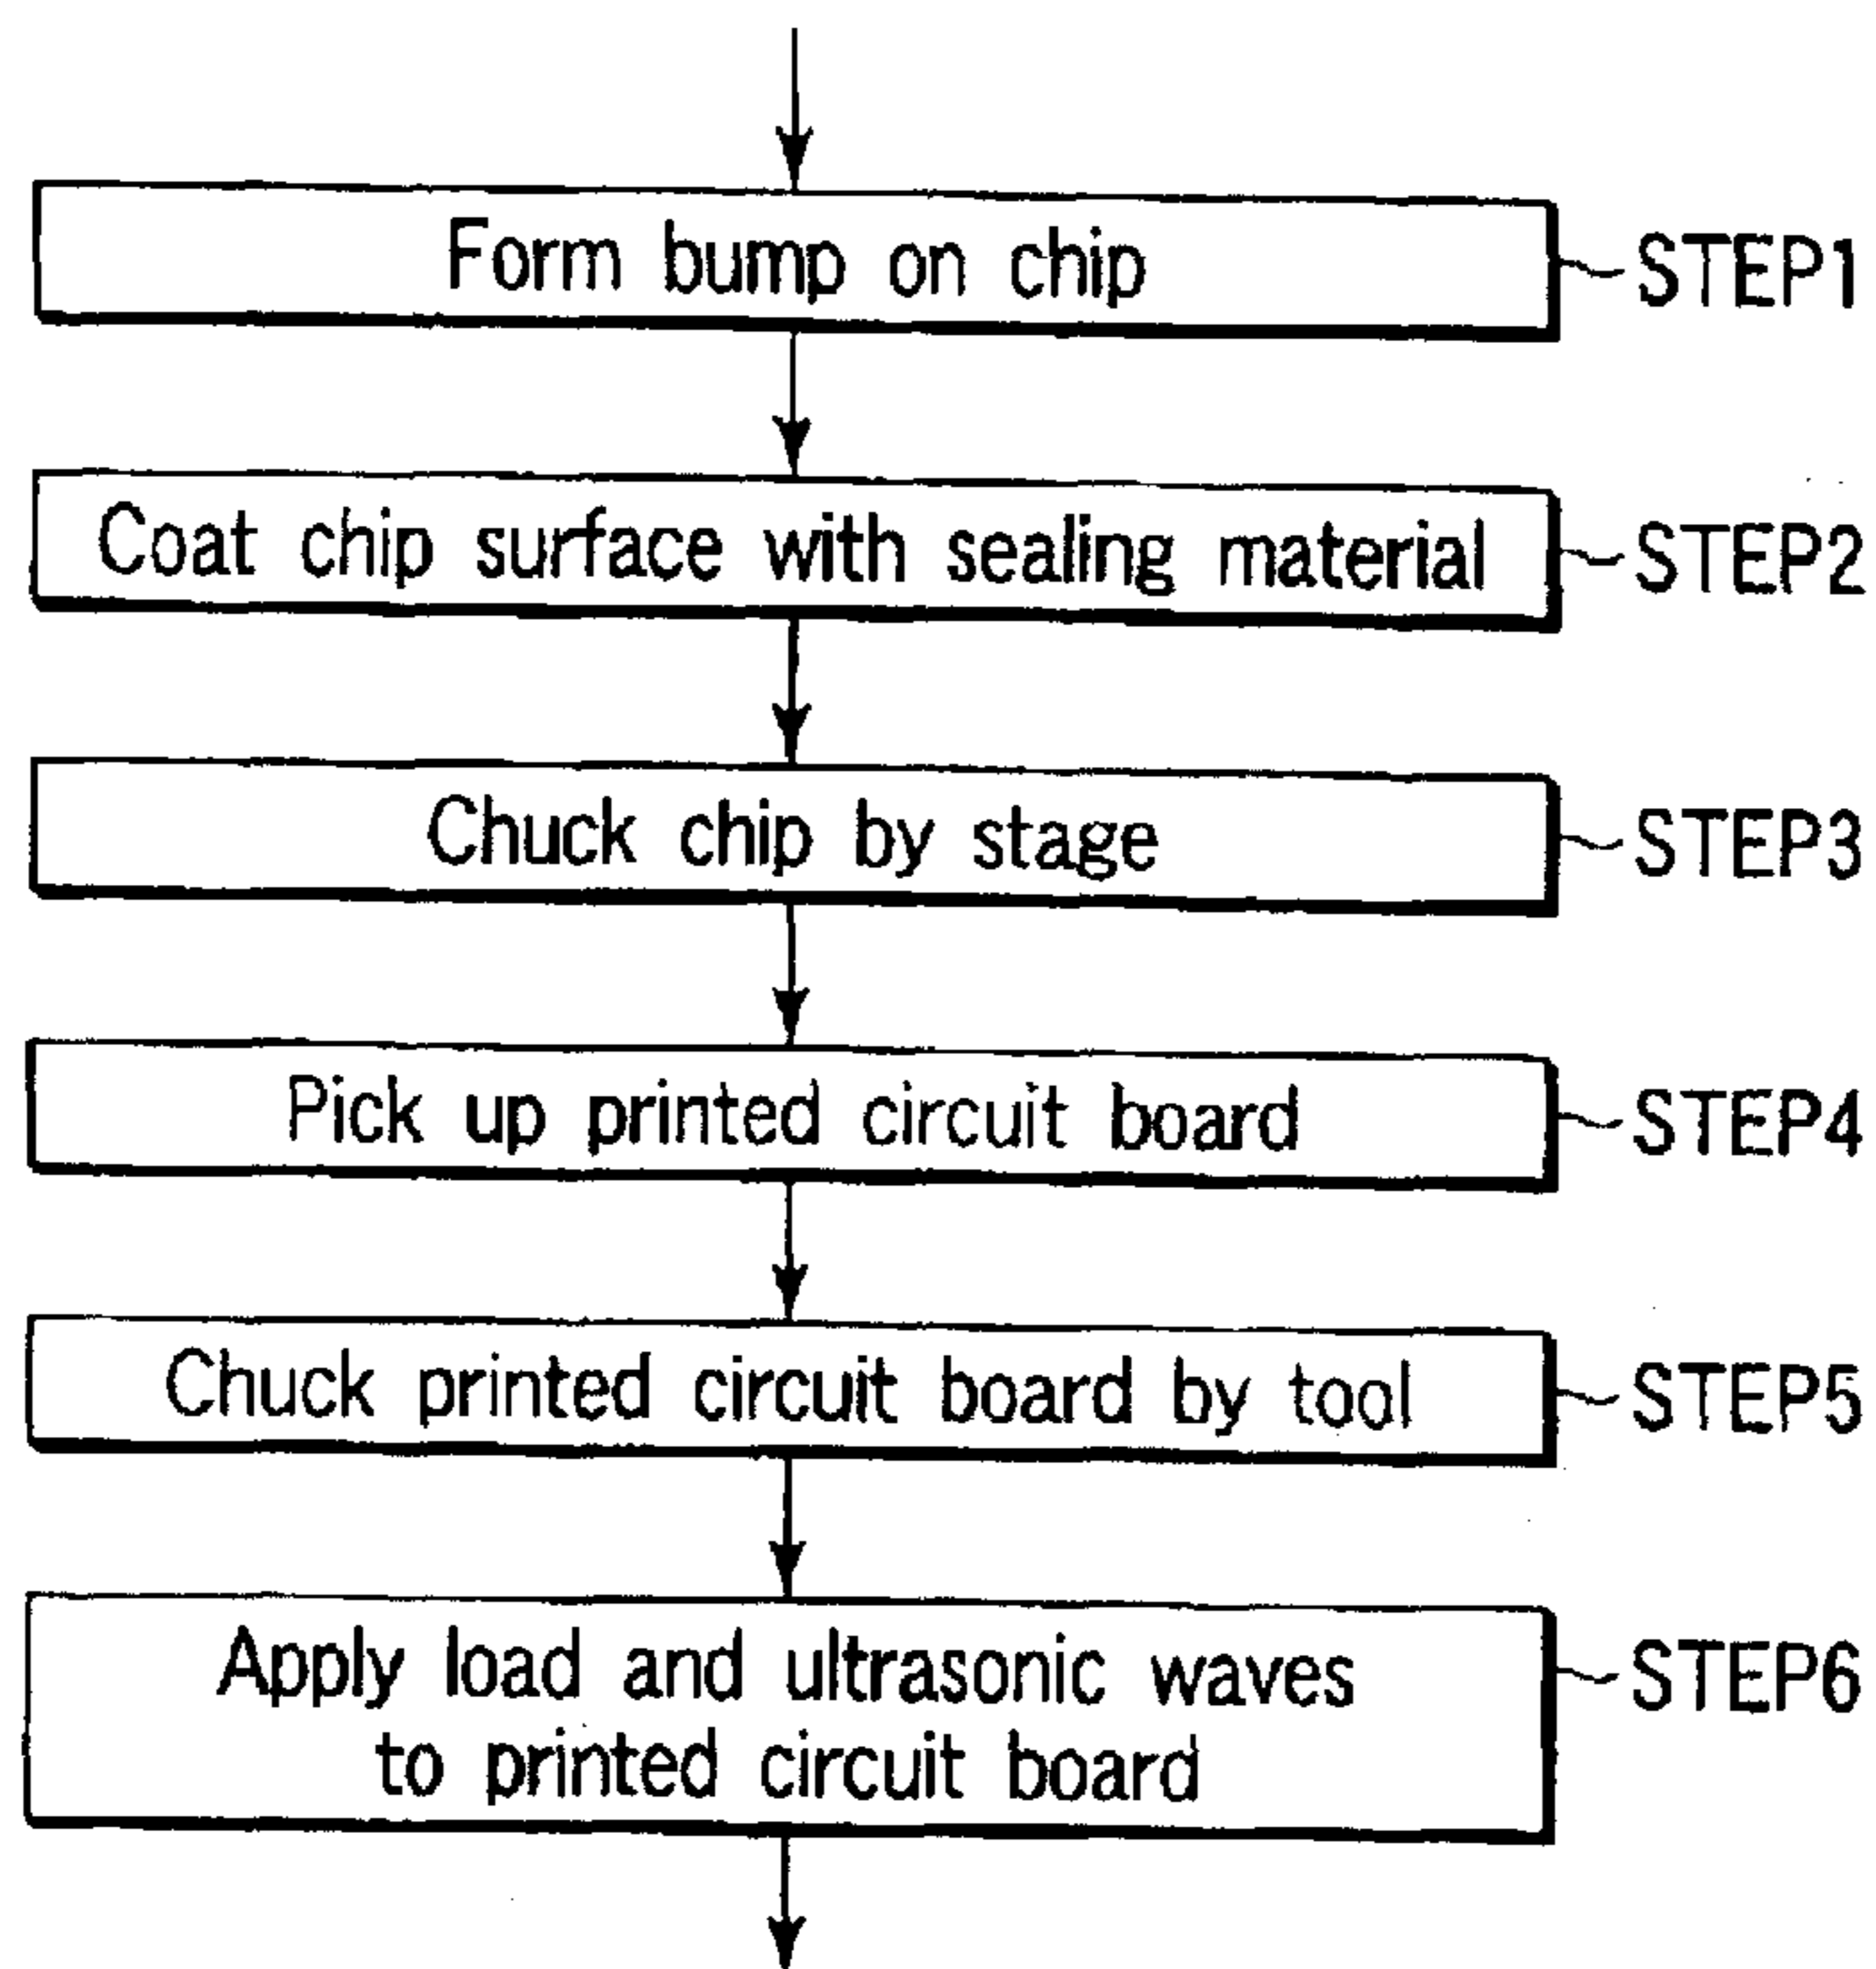 Form bump on chip STEP1
Coat chip surface with sealing material STEP2
Chuck chip by stage STEP3
Pick up printed circuit board STEP4
Chuck printed circuit board by tool STEP5
Apply load and ultrasonic waves STEP6
to printed circuit board